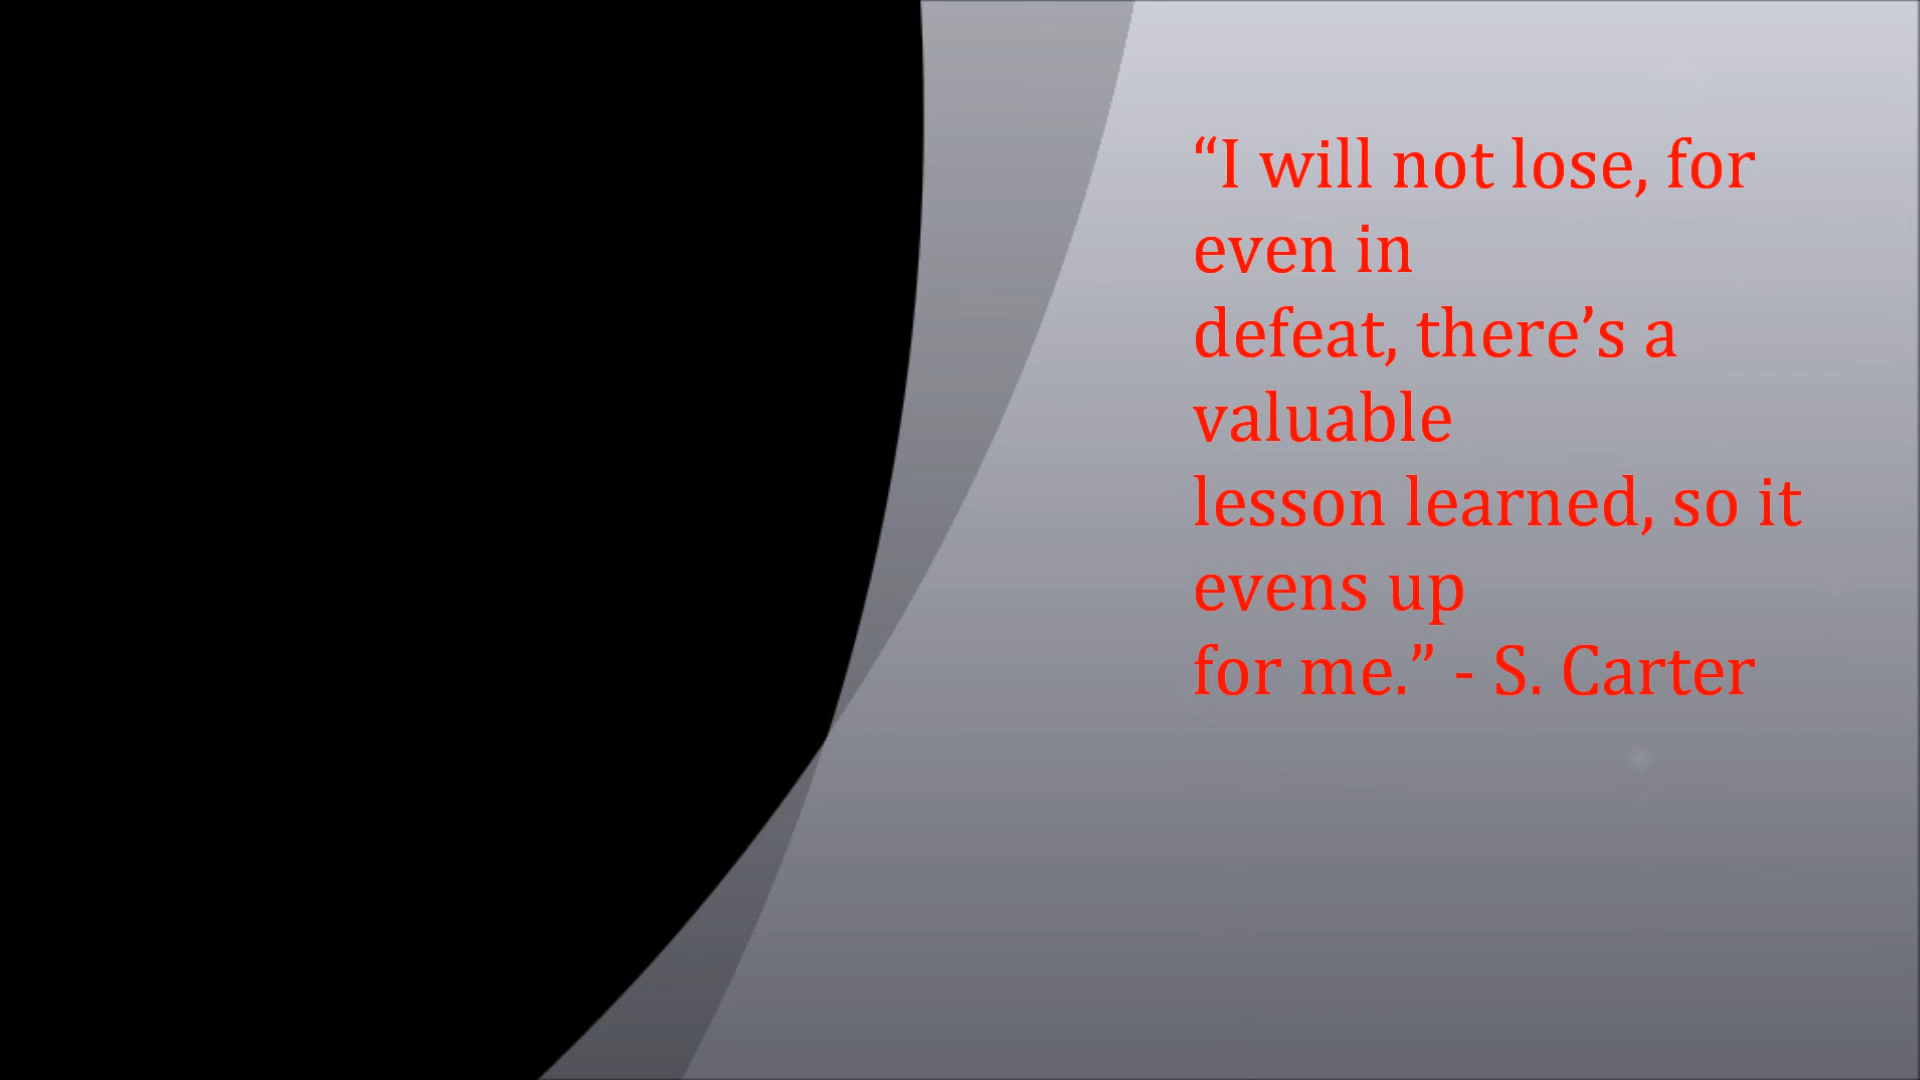 “I will not lose, for
even in
defeat, there’s a
valuable
lesson learned, so it
evens up
for me.” - S. Carter